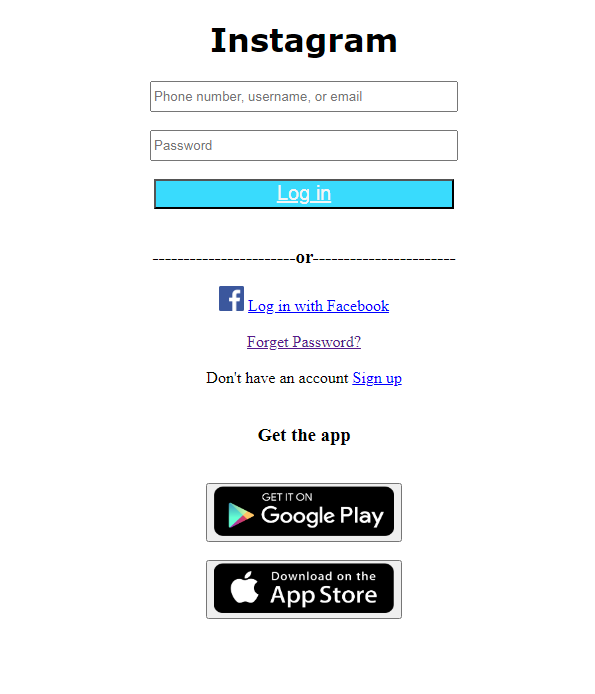 Instagram
Phone number, username, or email
Password
Log in
-----------------------or-----------------------
Log in with Facebook
Forget Password?
Don't have an account Sign up
Get the app
GET IT ON
Google Play
Download on the
App Store